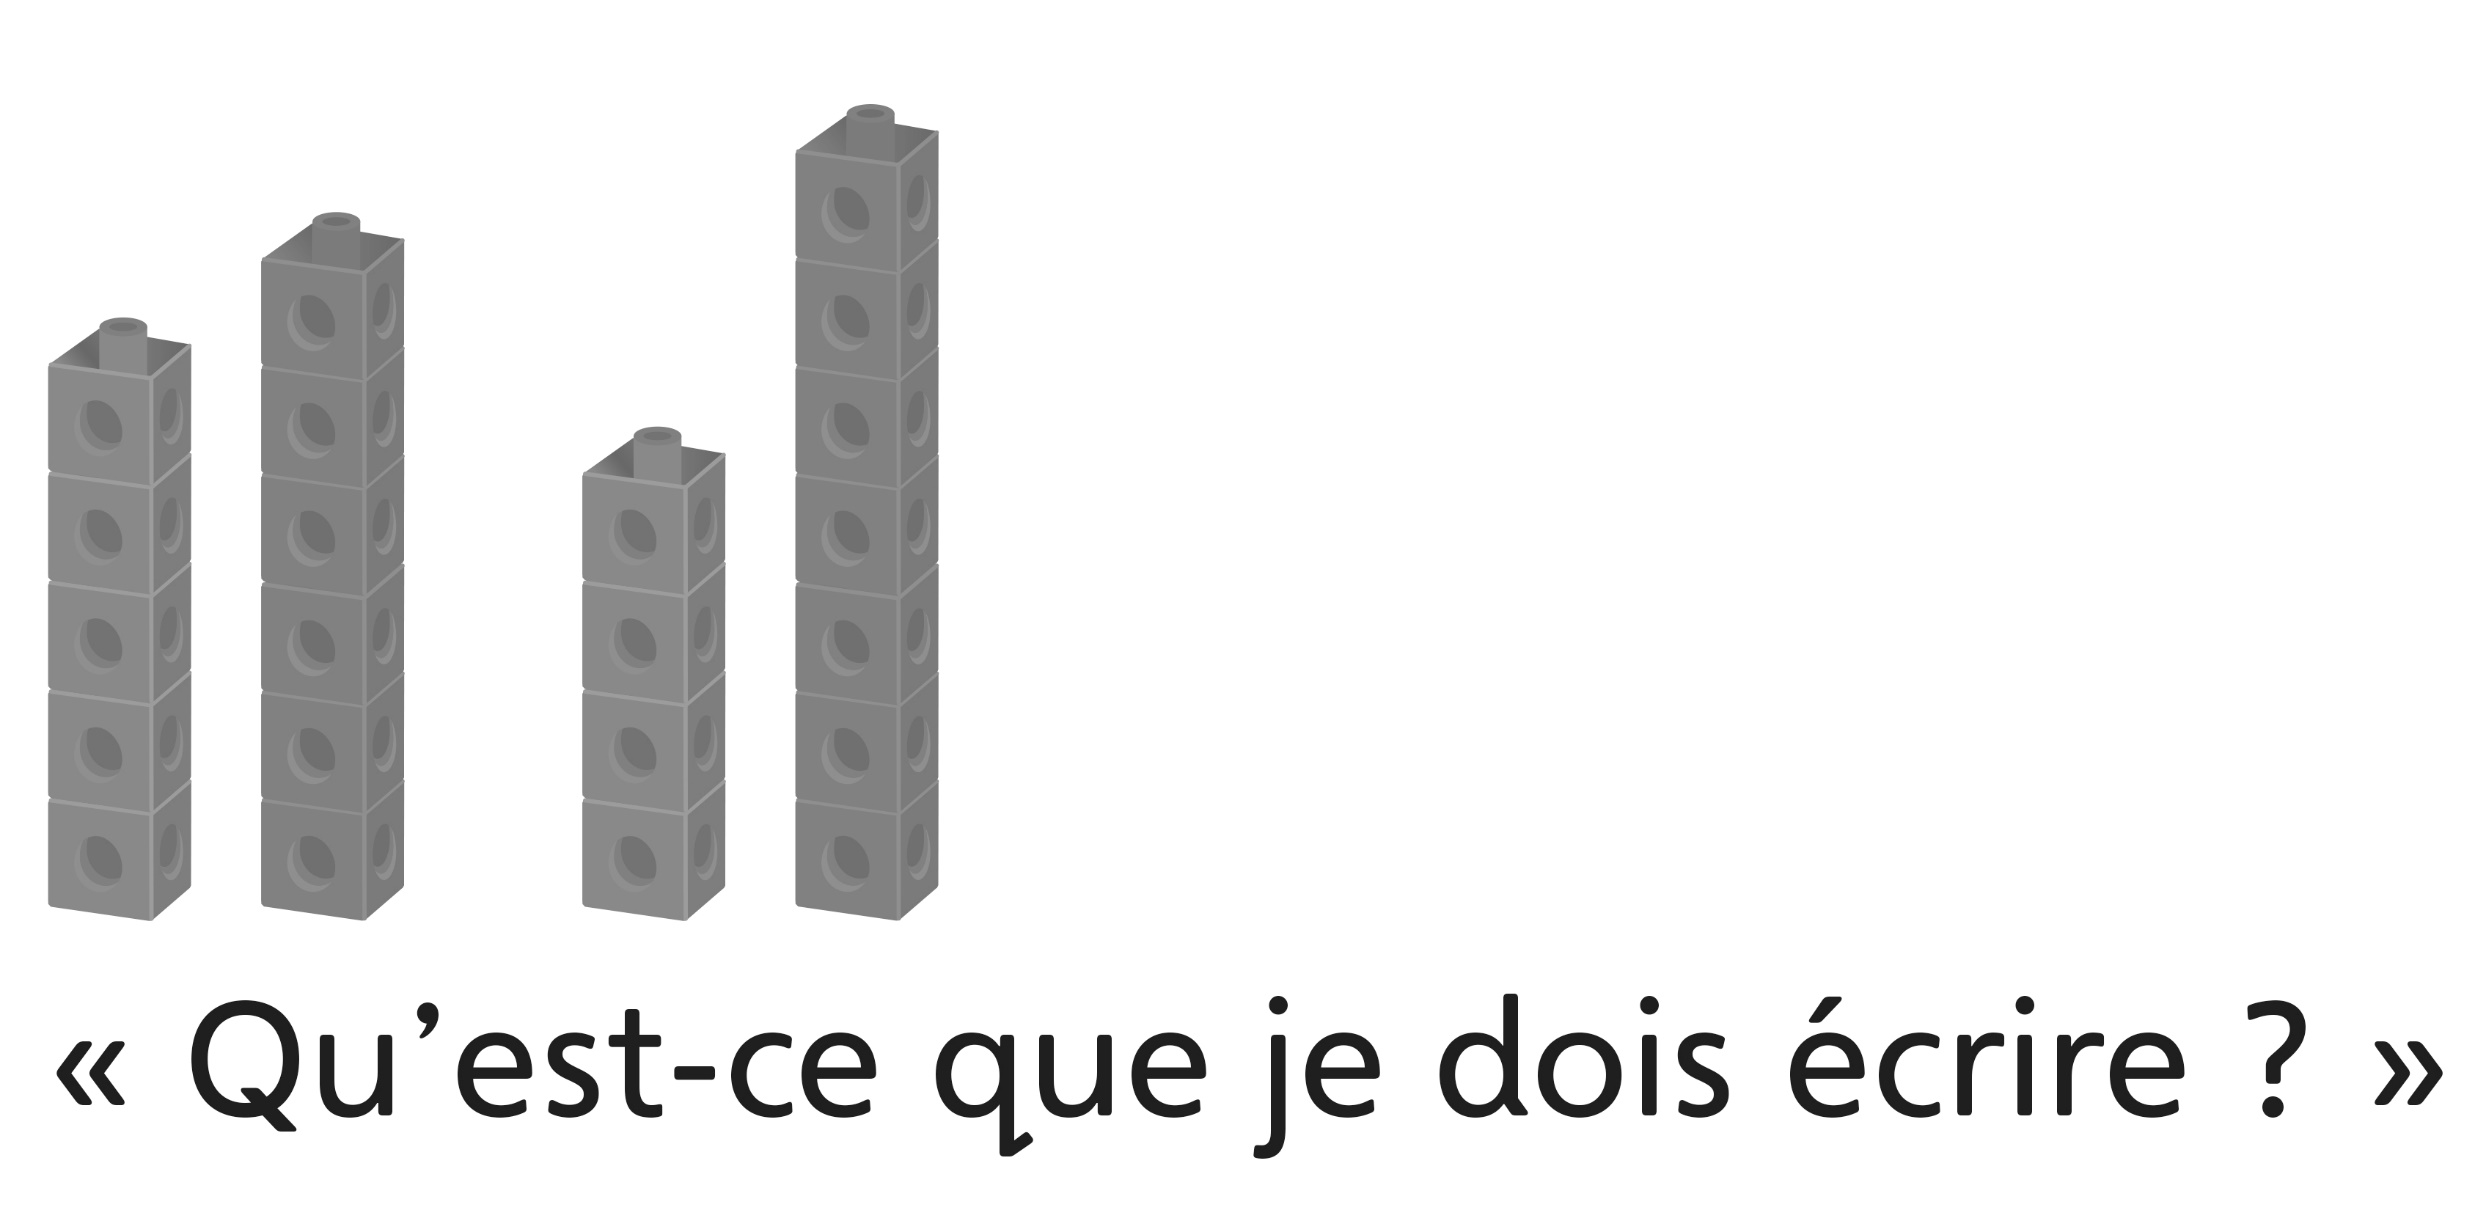 « Qu’est-ce que je dois écrire ? »